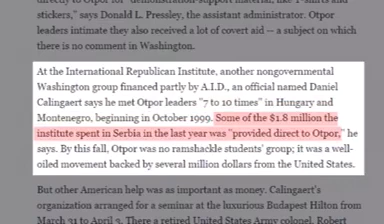 directly to Otpor for "demonstration-support material, like T-shirts and
stickers," says Donald L. Pressley, the assistant administrator. Otpor
leaders intimate they also received a lot of covert aid -- a subject on which
there is no comment in Washington.
At the International Republican Institute, another nongovernmental
Washington group financed partly by A.I.D., an official named Daniel
Calingaert says he met Otpor leaders "7 to 10 times" in Hungary and
Montenegro, beginning in October 1999. Some of the $1.8 million the
institute spent in Serbia in the last year was "provided direct to Otpor," he
says. By this fall, Otpor was no ramshackle students' group; it was a well-
oiled movement backed by several million dollars from the United States.
But other American help was as important as money. Calingaert's
organization arranged for a seminar at the luxurious Budapest Hilton from
March 31 to April 3. There a retired United States Army colonel, Robert